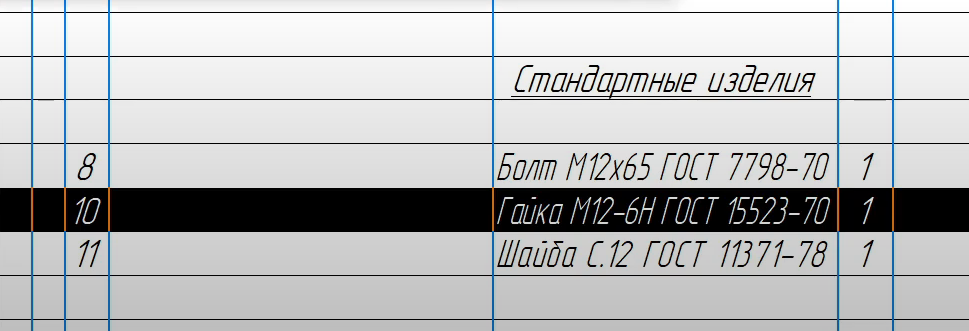 Стандартные изделия
8 Болт М12х65 ГОСТ 7798-70 1
10 Гайка М12-6Н ГОСТ 15523-70 1
11 Шайба С.12 ГОСТ 11371-78 1